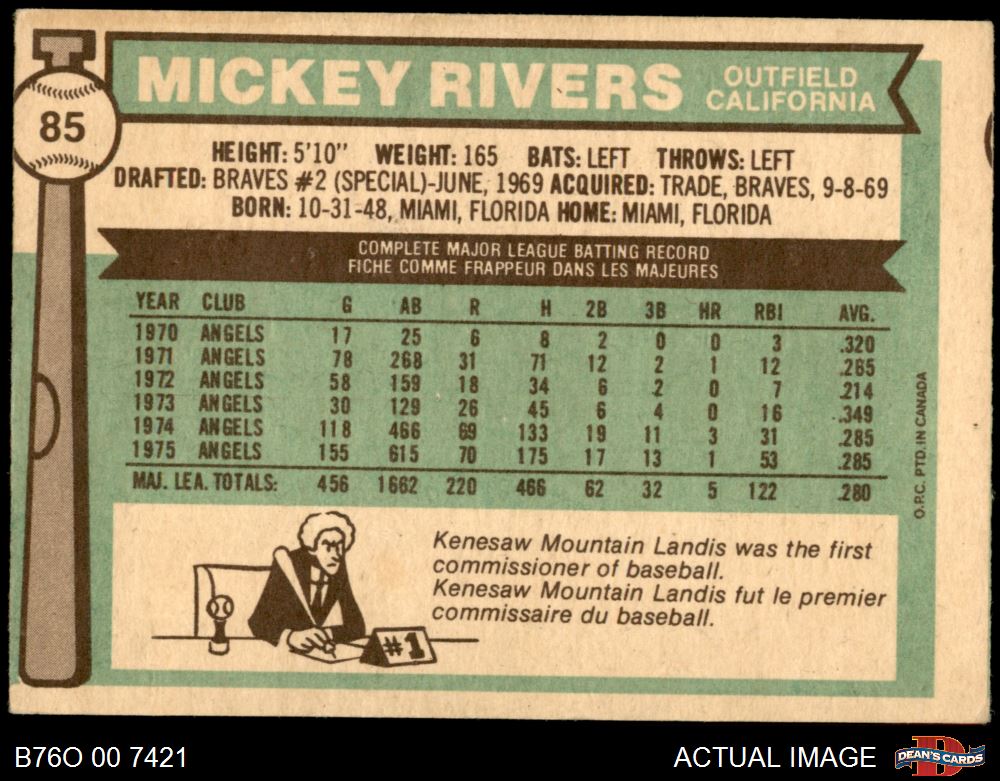 85
MICKEY RIVERS
OUTFIELD
CALIFORNIA
HEIGHT: 5'10" WEIGHT: 165 BATS: LEFT THROWS: LEFT
DRAFTED: BRAVES #2 (SPECIAL)-JUNE, 1969 ACQUIRED: TRADE, BRAVES, 9-8-69
BORN: 10-31-48, MIAMI, FLORIDA HOME: MIAMI, FLORIDA
COMPLETE MAJOR LEAGUE BATTING RECORD
FICHE COMME FRAPPEUR DANS LES MAJEURES
YEAR CLUB G AB R H 2B 3B HR RBI AVG.
1970 ANGELS 17 25 6 8 2 0 0 3 .320
1971 ANGELS 78 268 31 71 12 2 1 12 .265
1972 ANGELS 58 159 18 34 6 2 0 7 .214
1973 ANGELS 30 129 26 45 6 4 0 16 .349
1974 ANGELS 118 466 69 133 19 11 3 31 .285
1975 ANGELS 155 615 70 175 17 13 1 53 .285
MAJ. LEA. TOTALS: 456 1662 220 466 62 32 5 122 .280
O.P.C. PTD. IN CANADA
Kenesaw Mountain Landis was the first
commissioner of baseball.
Kenesaw Mountain Landis fut le premier
commissaire du baseball.
#1
B76O 00 7421
ACTUAL IMAGE
D
DEAN'S CARDS